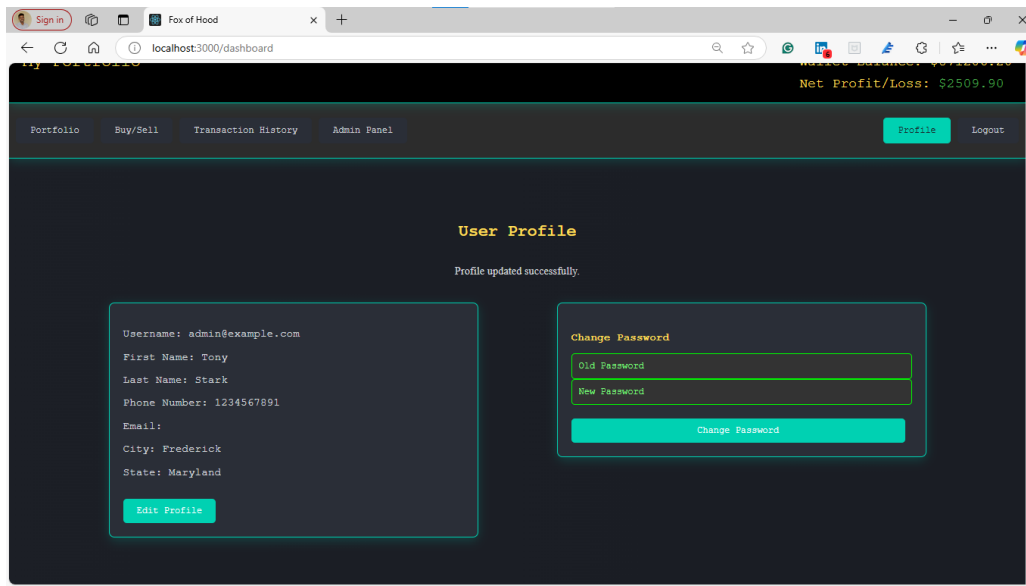 Sign in
Fox of Hood
localhost:3000/dashboard
My Portfolio
Net Profit/Loss: $2509.90
Portfolio Buy/Sell Transaction History Admin Panel Profile Logout
User Profile
Profile updated successfully.
Username: admin@example.com
First Name: Tony
Last Name: Stark
Phone Number: 1234567891
Email:
City: Frederick
State: Maryland
Edit Profile
Change Password
Old Password
New Password
Change Password